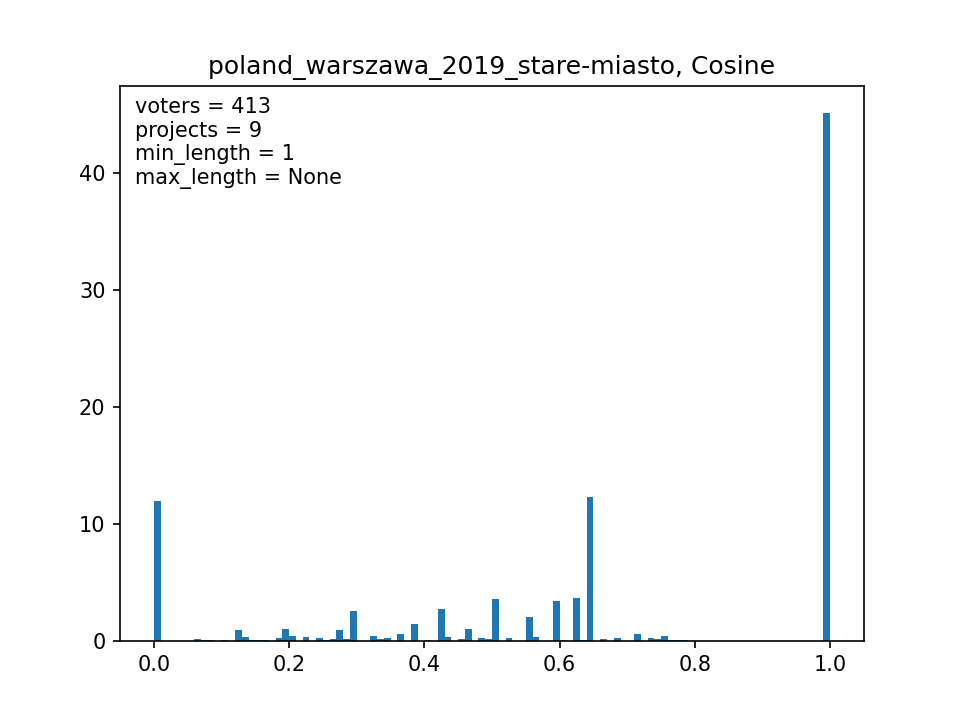 poland_warszawa_2019_stare-miasto, Cosine
voters = 413
projects = 9
min_length = 1
max_length = None
40
30
20
10
0
0.0 0.2 0.4 0.6 0.8 1.0